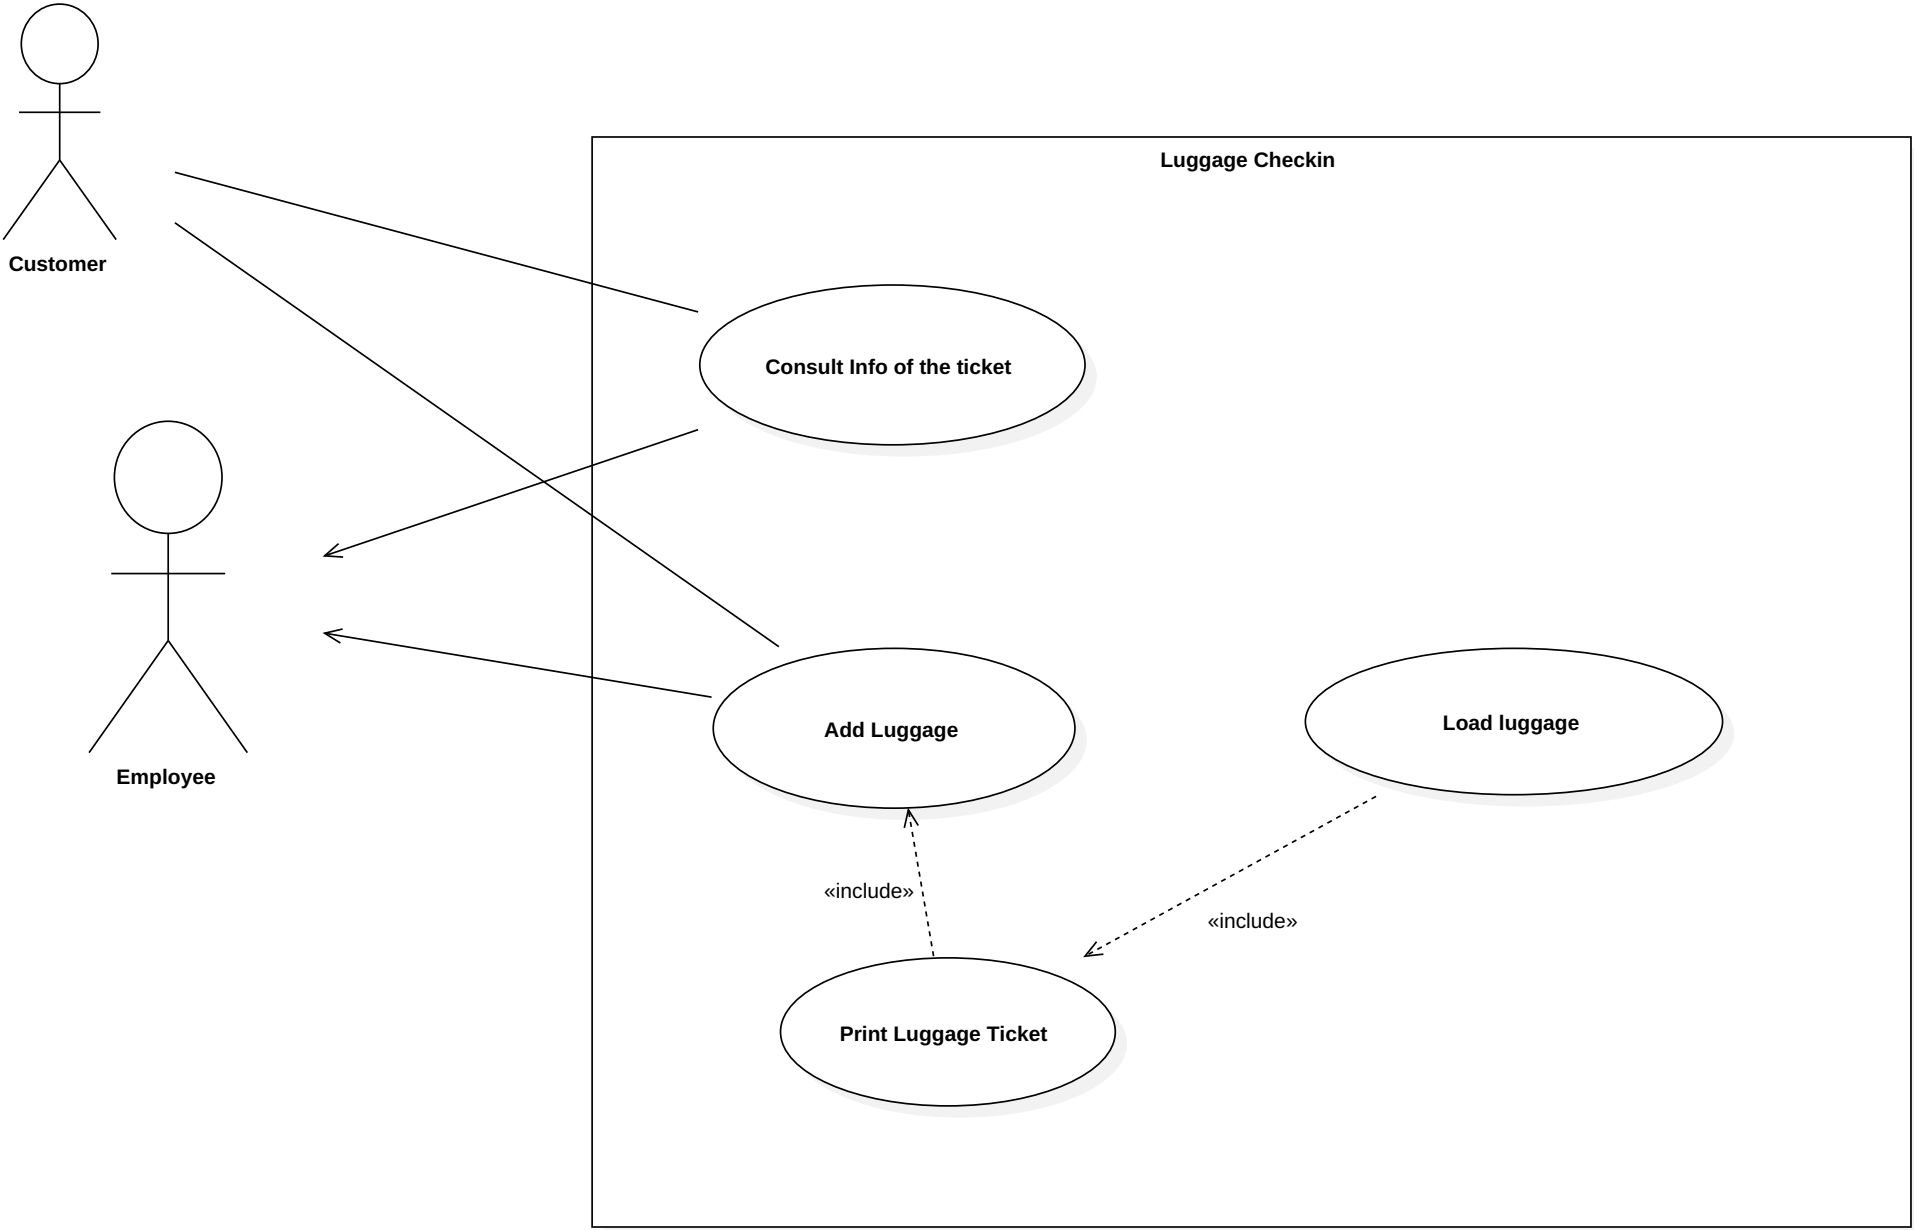 Luggage Checkin
Customer
Consult Info of the ticket
Employee
Add Luggage
Load luggage
«include»
«include»
Print Luggage Ticket